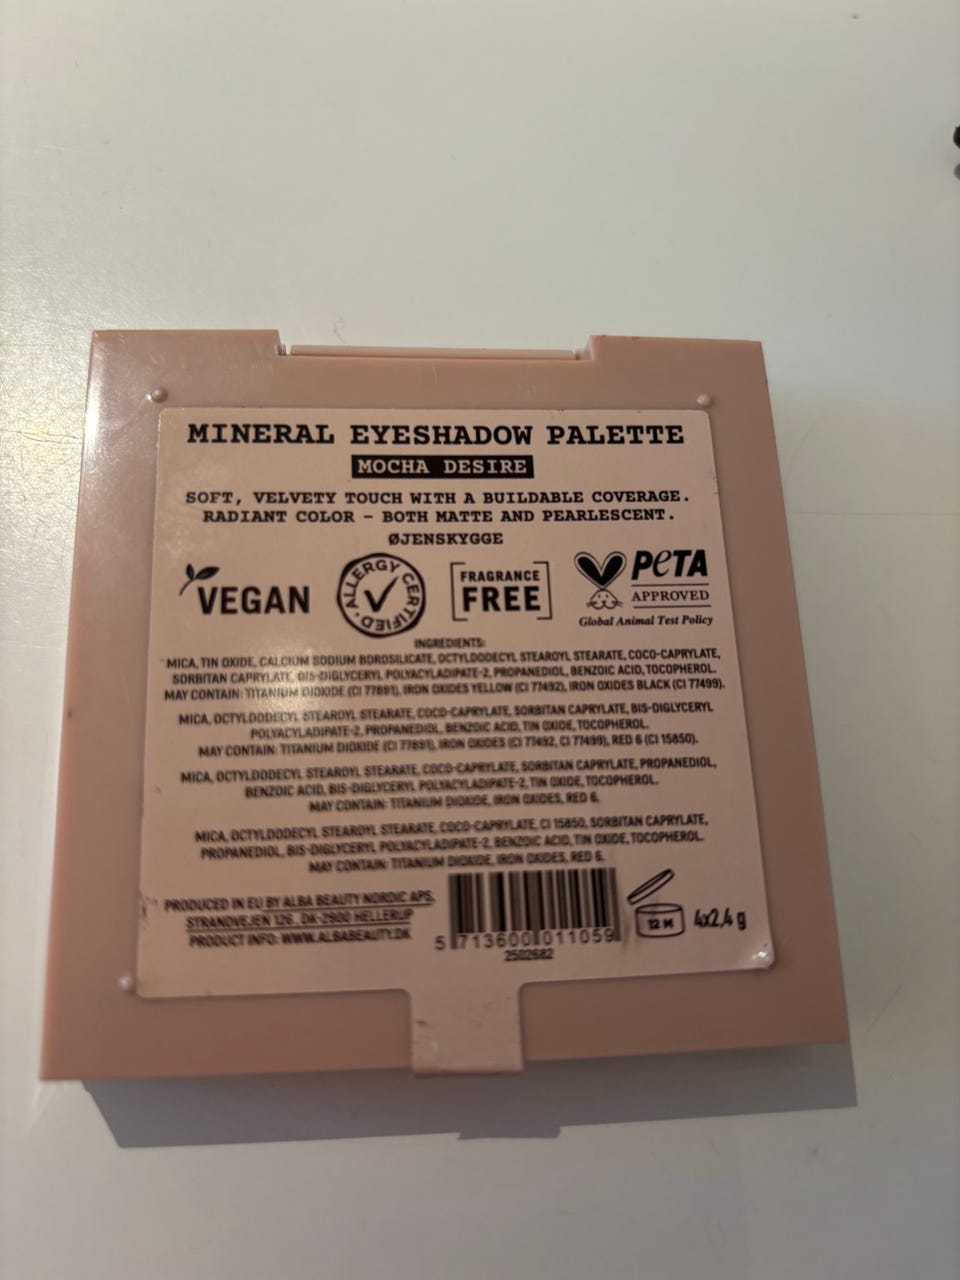 MINERAL EYESHADOW PALETTE
MOCHA DESIRE
SOFT, VELVETY TOUCH WITH A BUILDABLE COVERAGE.
RADIANT COLOR – BOTH MATTE AND PEARLESCENT.
ØJENSKYGGE
VEGAN
ALLERGY CERTIFIED
FRAGRANCE
FREE
PETA
APPROVED
Global Animal Test Policy
INGREDIENTS:
MICA, TIN OXIDE, CALCIUM SODIUM BOROSILICATE, OCTYLDODECYL STEAROYL STEARATE, COCO-CAPRYLATE,
SORBITAN CAPRYLATE, BIS-DIGLYCERYL POLYACYLADIPATE-2, PROPANEDIOL, BENZOIC ACID, TOCOPHEROL.
MAY CONTAIN: TITANIUM DIOXIDE (CI 77891), IRON OXIDES YELLOW (CI 77492), IRON OXIDES BLACK (CI 77499).
MICA, OCTYLDODECYL STEAROYL STEARATE, COCO-CAPRYLATE, SORBITAN CAPRYLATE, BIS-DIGLYCERYL
POLYACYLADIPATE-2, PROPANEDIOL, BENZOIC ACID, TIN OXIDE, TOCOPHEROL.
MAY CONTAIN: TITANIUM DIOXIDE (CI 77891), IRON OXIDES (CI 77492, CI 77499), RED 6 (CI 15850).
MICA, OCTYLDODECYL STEAROYL STEARATE, COCO-CAPRYLATE, SORBITAN CAPRYLATE, PROPANEDIOL,
BENZOIC ACID, BIS-DIGLYCERYL POLYACYLADIPATE-2, TIN OXIDE, TOCOPHEROL.
MAY CONTAIN: TITANIUM DIOXIDE, IRON OXIDES, RED 6.
MICA, OCTYLDODECYL STEAROYL STEARATE, COCO-CAPRYLATE, CI 15850, SORBITAN CAPRYLATE,
PROPANEDIOL, BIS-DIGLYCERYL POLYACYLADIPATE-2, BENZOIC ACID, TIN OXIDE, TOCOPHEROL.
MAY CONTAIN: TITANIUM DIOXIDE, IRON OXIDES, RED 6.
PRODUCED IN EU BY ALBA BEAUTY NORDIC APS.
STRANDVEJEN 126, DK-2900 HELLERUP
PRODUCT INFO: WWW.ALBABEAUTY.DK
5 713600 011059
2502682
12 M
4x2,4 g